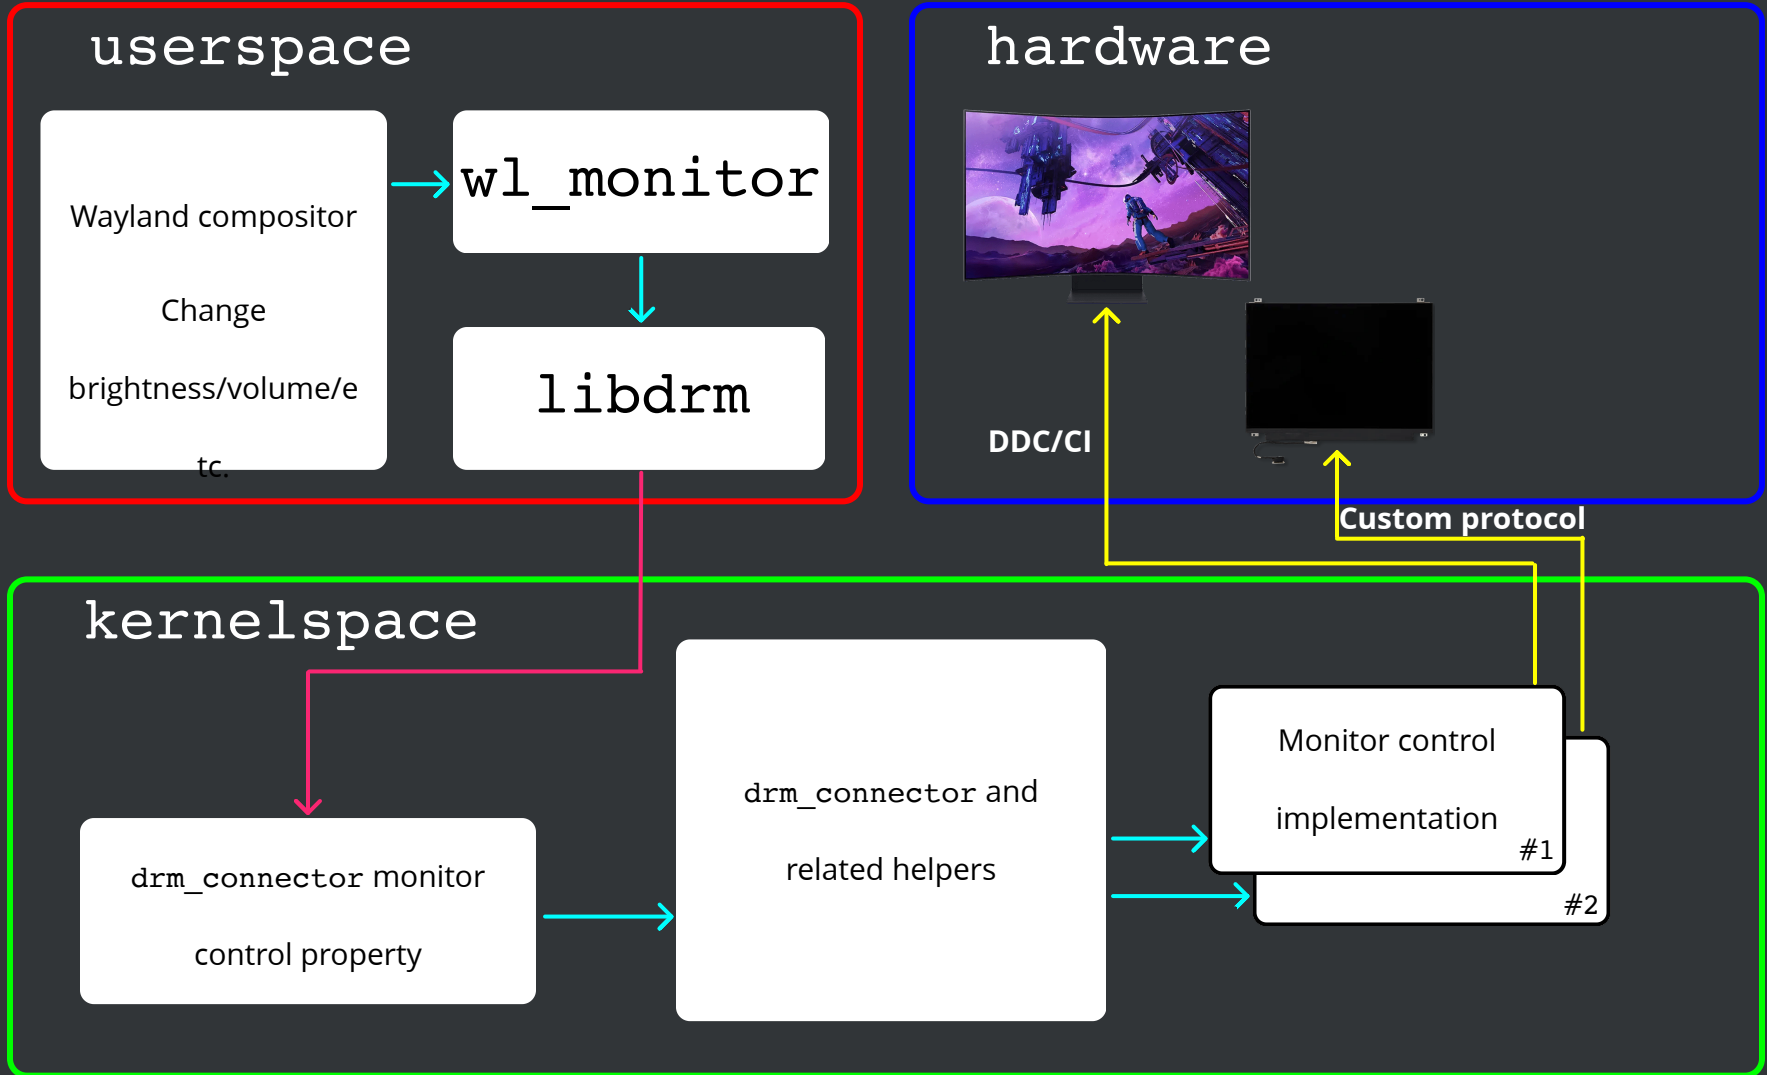 userspace
hardware
Wayland compositor
Change
brightness/volume/e
tc.
wl_monitor
libdrm
DDC/CI
Custom protocol
kernelspace
drm_connector monitor
control property
drm_connector and
related helpers
Monitor control
implementation
#1
#2